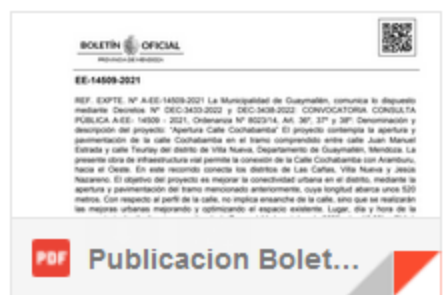 BOLETÍN OFICIAL
PROVINCIA DE MENDOZA
EE-14509-2021
REF. EXPTE. Nº A-EE-14509-2021 La Municipalidad de Guaymallén, comunica lo dispuesto
mediante Decretos Nº DEC-3433-2022 y DEC-3438-2022 CONVOCATORIA CONSULTA
PÚBLICA A-EE- 14509 - 2021, Ordenanza Nº 8023/14, Art. 36º, 37º y 38º: Denominación y
descripción del proyecto: "Apertura Calle Cochabamba" El proyecto contempla la apertura y
pavimentación de la calle Cochabamba en el tramo comprendido entre calle Juan Manuel
Estrada y calle Tourlay del distrito de Villa Nueva, Departamento de Guaymallén, Mendoza. La
presente obra de infraestructura vial permite la conexión de la Calle Cochabamba con Aramburu,
hacia el Oeste. En este recorrido conecta los distritos de Las Cañas, Villa Nueva y Jesús
Nazareno. El objetivo del proyecto es mejorar la conectividad urbana en el distrito, mediante la
apertura y pavimentación del tramo mencionado anteriormente, cuya longitud abarca unos 520
metros. Con respecto al perfil de la calle, no implica ensanche de la calle, sino que se realizarán
las mejoras urbanas mejorando y optimizando el espacio existente. Lugar, día y hora de la
PDF Publicacion Bolet...